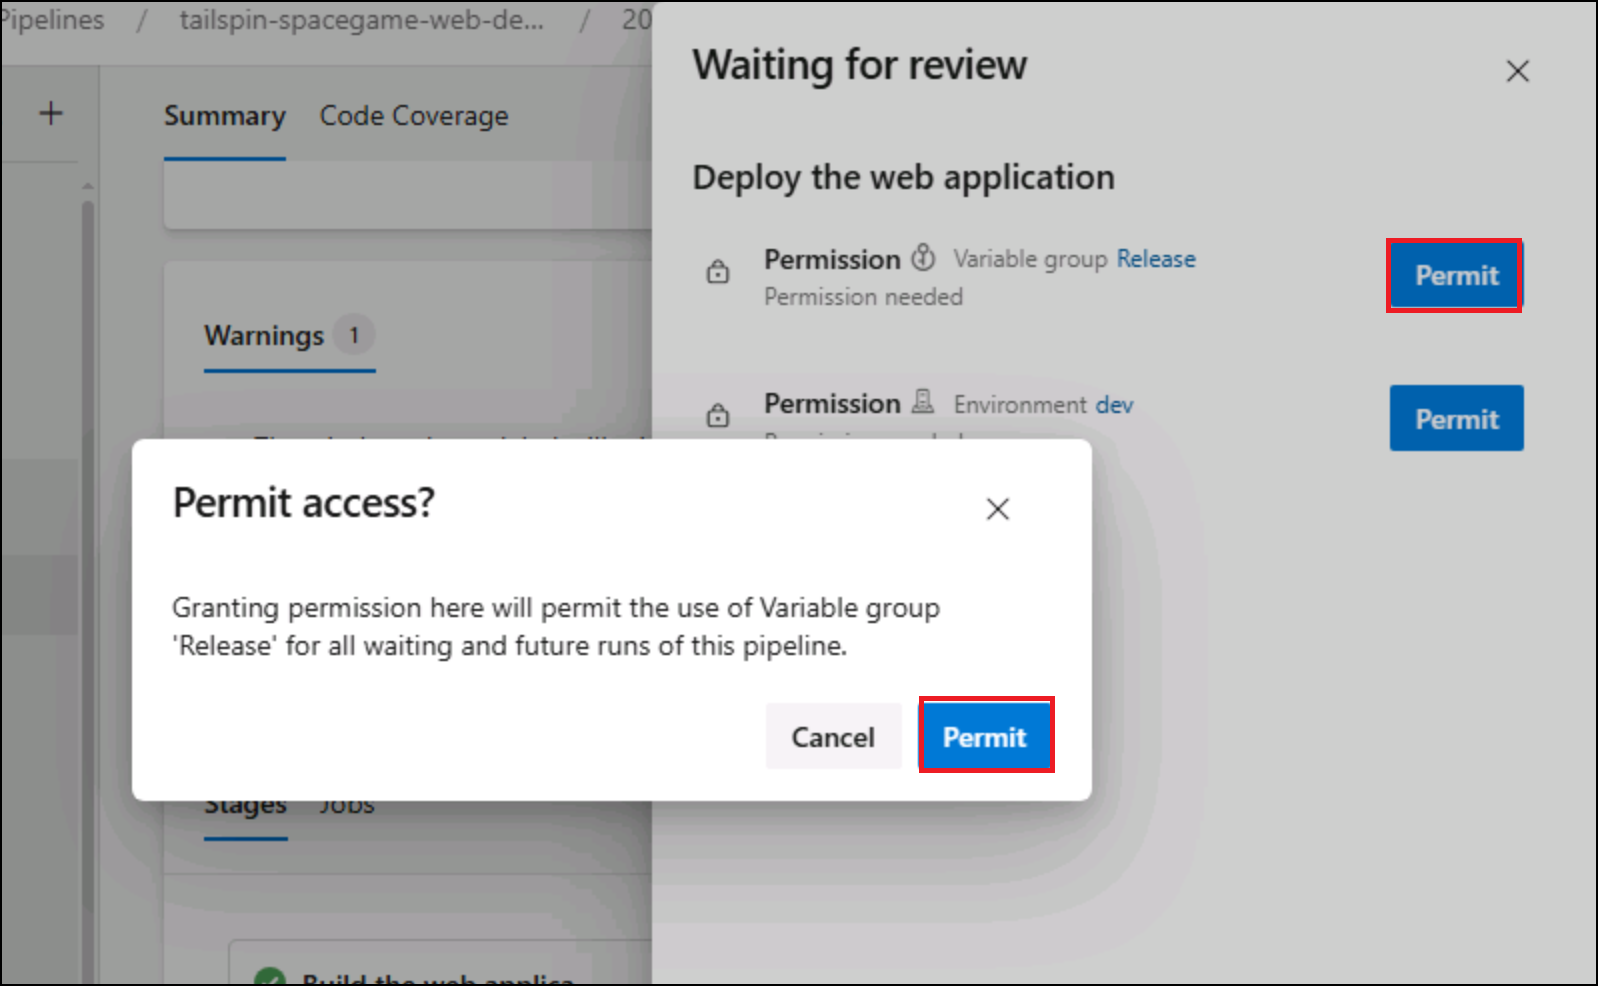 Pipelines / tailspin-spacegame-web-de... / 20
Waiting for review
Summary Code Coverage
Deploy the web application
Permission Variable group Release
Permission needed
Permit
Warnings 1
Permission Environment dev
Permit
Permit access?
Granting permission here will permit the use of Variable group
'Release' for all waiting and future runs of this pipeline.
Cancel Permit
Stages Jobs
Build the web applica